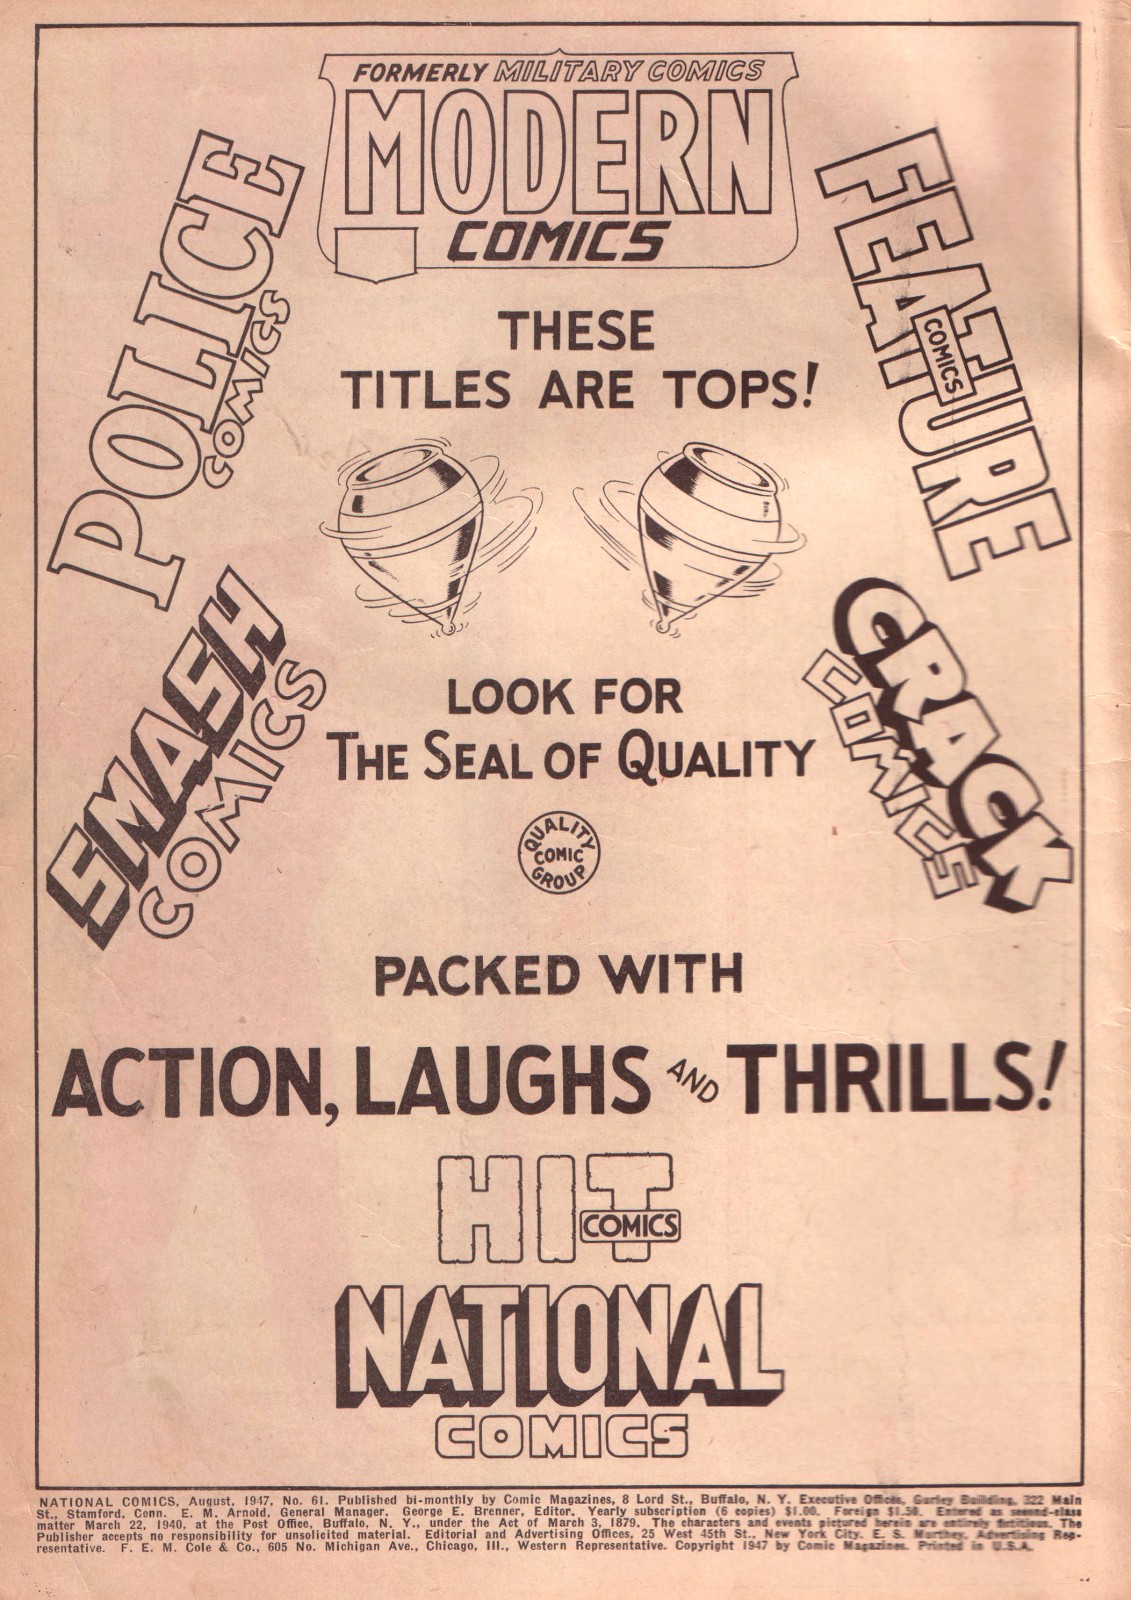 FORMERLY MILITARY COMICS
MODERN
COMICS
POLICE
COMICS
FEATURE
COMICS
THESE
TITLES ARE TOPS!
SMASH
COMICS
CRACK
COMICS
LOOK FOR
THE SEAL OF QUALITY
QUALITY
COMIC
GROUP
PACKED WITH
ACTION, LAUGHS AND THRILLS!
HIT
COMICS
NATIONAL
COMICS
NATIONAL COMICS, August, 1947, No. 61. Published bi-monthly by Comic Magazines, 8 Lord St., Buffalo, N. Y. Executive Offices, Gurley Building, 322 Main
St., Stamford, Conn. E. M. Arnold, General Manager. George E. Brenner, Editor. Yearly subscription (6 copies) $1.00. Foreign $1.50. Entered as second-class
matter March 22, 1940, at the Post Office, Buffalo, N. Y., under the Act of March 3, 1879. The characters and events pictured herein are entirely fictitious. The
Publisher accepts no responsibility for unsolicited material. Editorial and Advertising Offices, 25 West 45th St., New York City. E. S. Advertising Rep-
resentative. F. E. M. Cole & Co., 605 No. Michigan Ave., Chicago, Ill., Western Representative. Copyright 1947 by Comic Magazines. Printed in U.S.A.